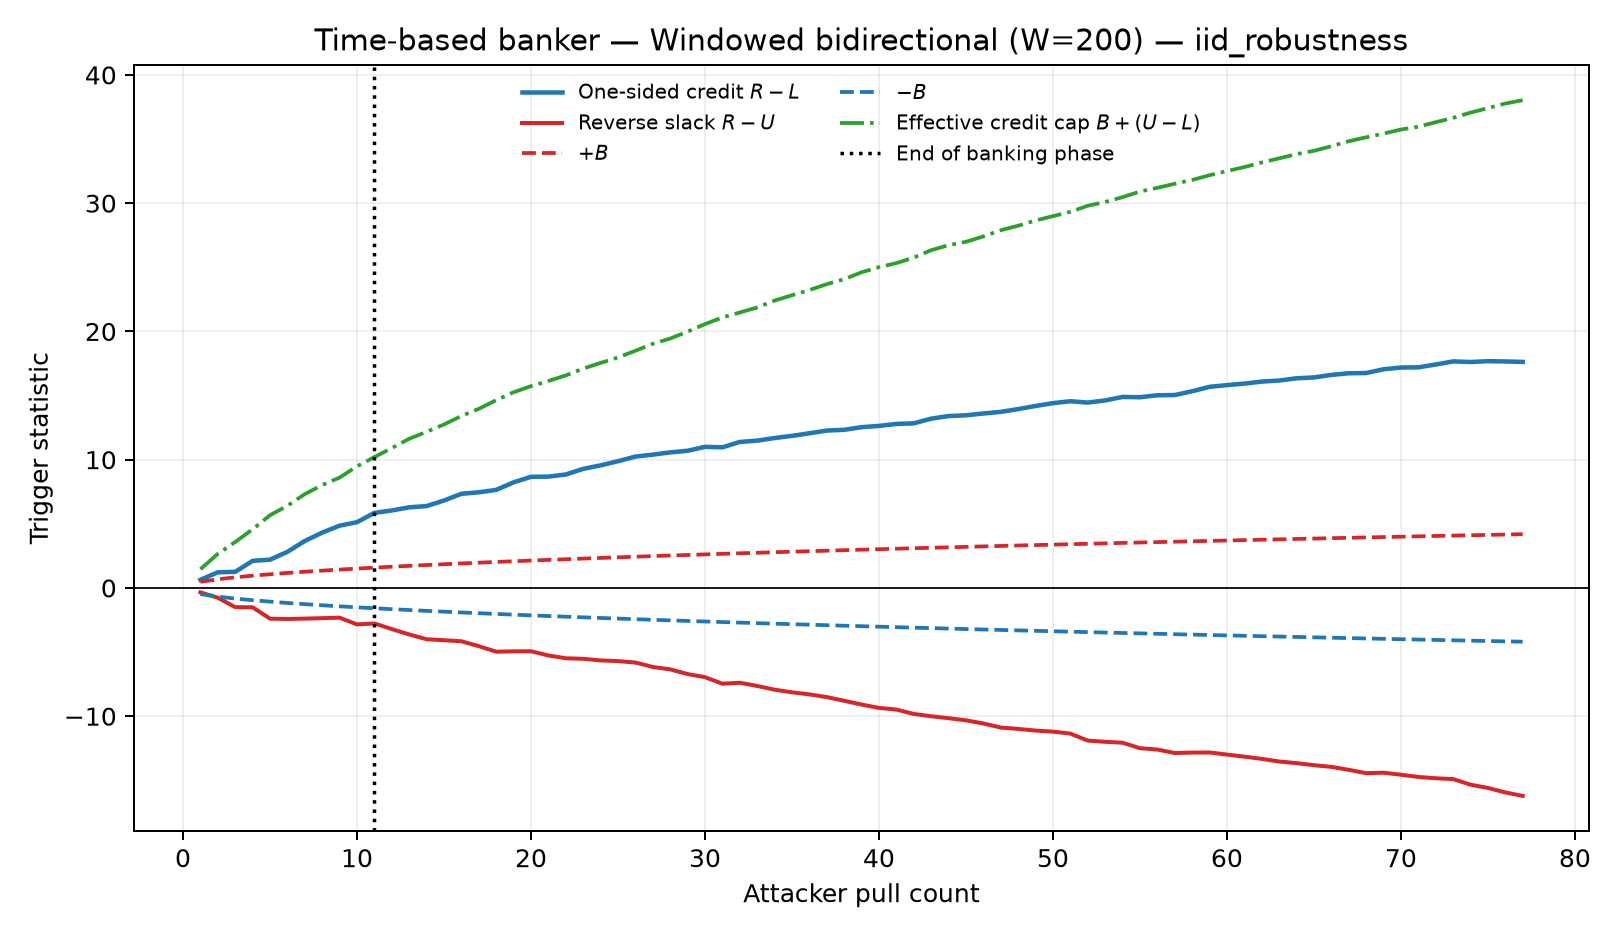 Time-based banker — Windowed bidirectional (W=200) — iid_robustness
One-sided credit R − L
Reverse slack R − U
+B
−B
Effective credit cap B + (U − L)
End of banking phase
Trigger statistic
40
30
20
10
0
−10
0 10 20 30 40 50 60 70 80
Attacker pull count